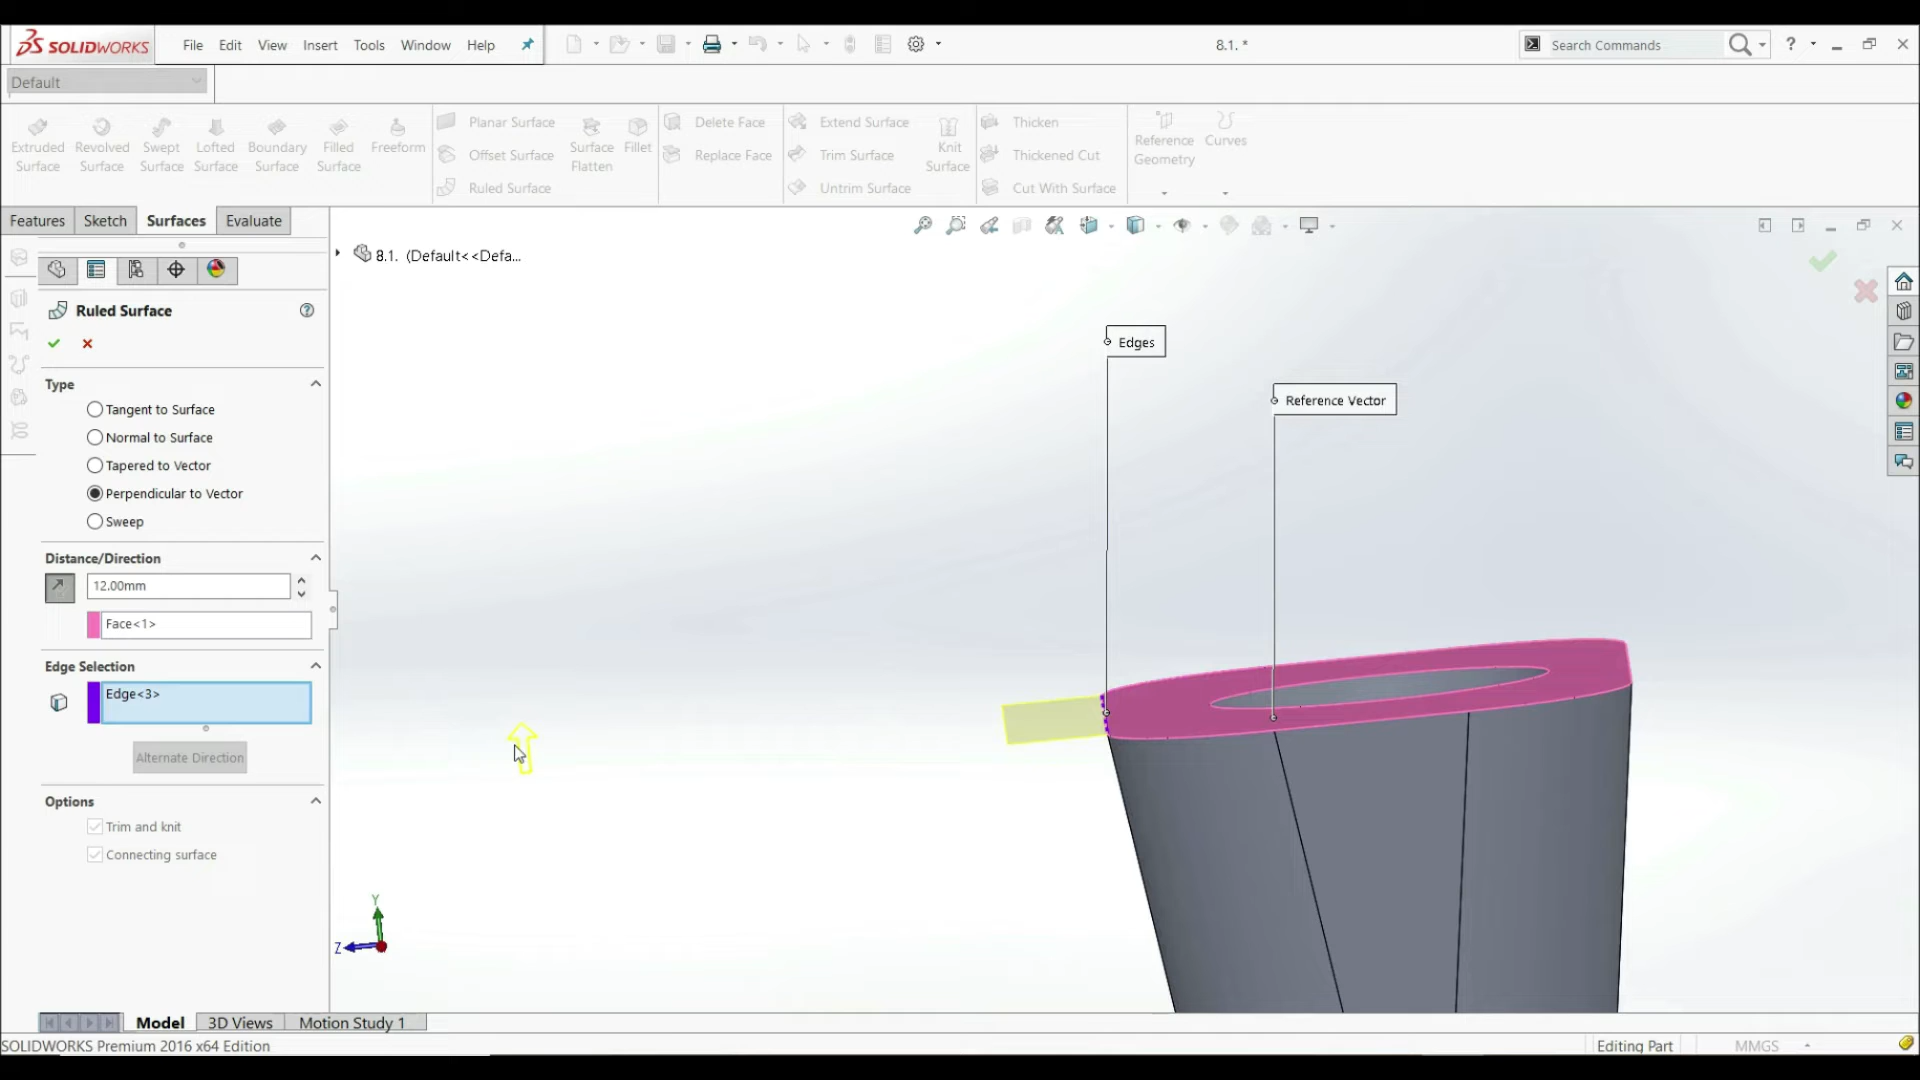 SOLIDWORKS File Edit View Insert Tools Window Help 8.1. * Search Commands ?
Default
Extruded Surface
Revolved Surface
Swept Surface
Lofted Surface
Boundary Surface
Filled Surface
Freeform
Planar Surface
Offset Surface
Ruled Surface
Surface Flatten
Fillet
Delete Face
Replace Face
Extend Surface
Trim Surface
Untrim Surface
Knit Surface
Thicken
Thickened Cut
Cut With Surface
Reference Geometry
Curves
Features Sketch Surfaces Evaluate
8.1. (Default<<Defa...
Ruled Surface
Type
Tangent to Surface
Normal to Surface
Tapered to Vector
Perpendicular to Vector
Sweep
Distance/Direction
12.00mm
Face<1>
Edge Selection
Edge<3>
Alternate Direction
Options
Trim and knit
Connecting surface
Edges
Reference Vector
Y
Z
Model 3D Views Motion Study 1
SOLIDWORKS Premium 2016 x64 Edition Editing Part MMGS